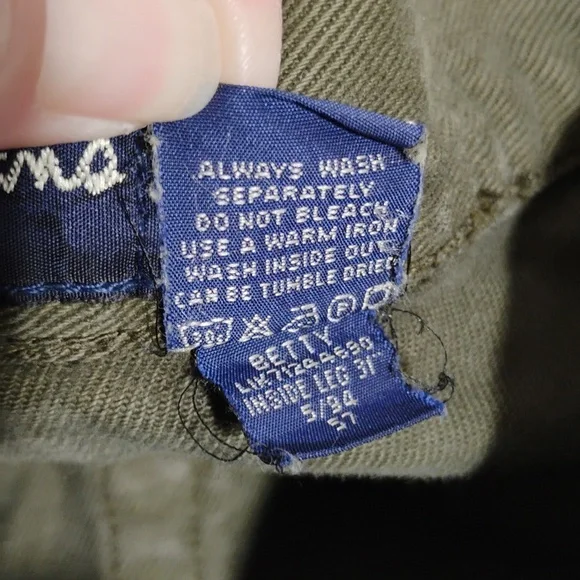 ALWAYS WASH
SEPARATELY
DO NOT BLEACH
USE A WARM IRON
WASH INSIDE OUT
CAN BE TUMBLE DRIED
BETTY
INSIDE LEG 31
5/94
57